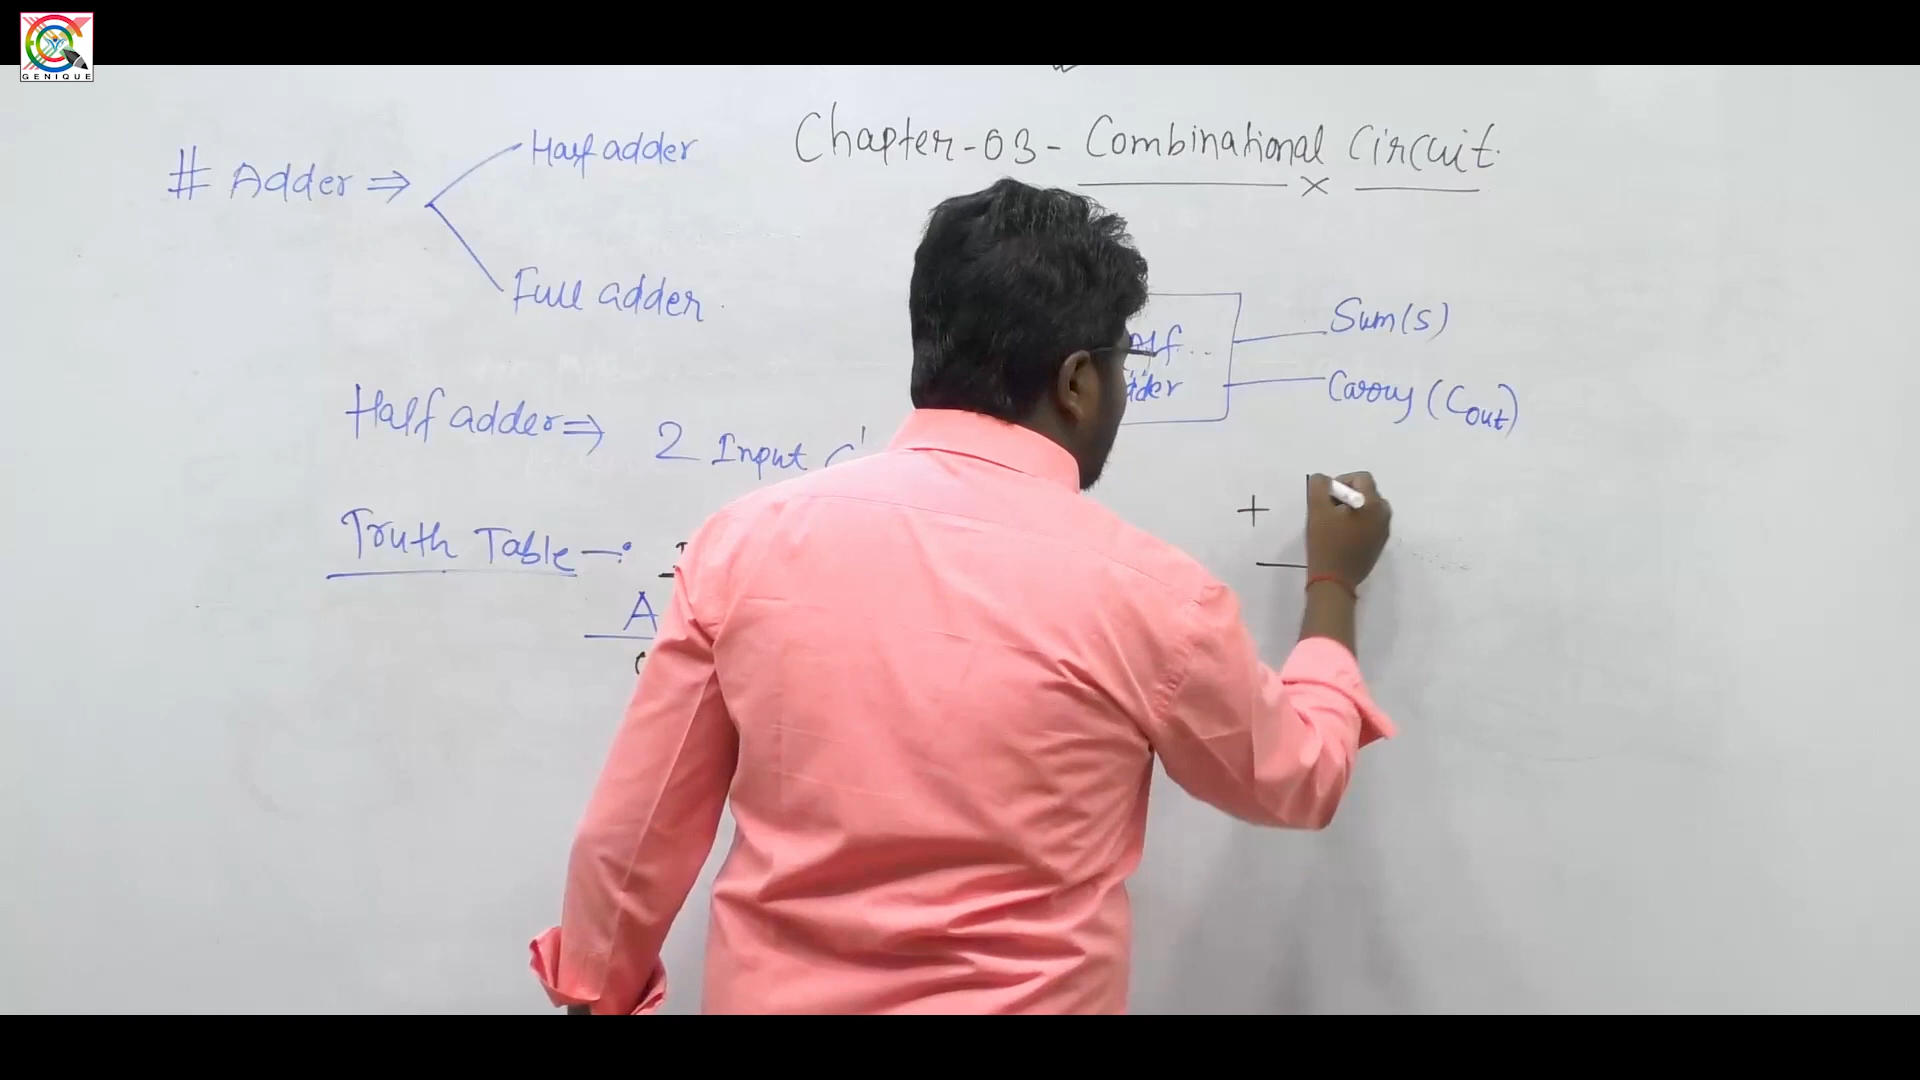 GENIQUE
Chapter-03- Combinational Circuit.
# Adder ⇒
Half adder
Full adder
Sum(S)
Carry (Cout)
Half adder ⇒ 2 Input
Truth Table —:
A
+